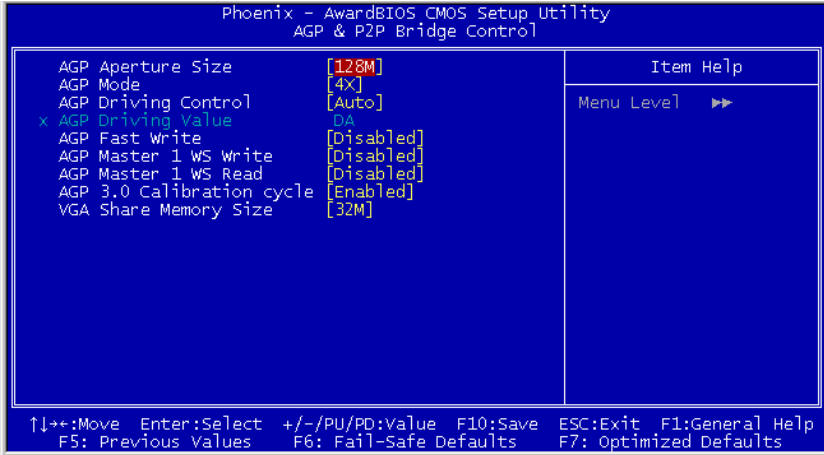 Phoenix - AwardBIOS CMOS Setup Utility
AGP & P2P Bridge Control
AGP Aperture Size [128M]
AGP Mode [4X]
AGP Driving Control [Auto]
x AGP Driving Value DA
AGP Fast Write [Disabled]
AGP Master 1 WS Write [Disabled]
AGP Master 1 WS Read [Disabled]
AGP 3.0 Calibration cycle [Enabled]
VGA Share Memory Size [32M]
Item Help
Menu Level ▶▶
↑↓→←:Move Enter:Select +/-/PU/PD:Value F10:Save ESC:Exit F1:General Help
F5: Previous Values F6: Fail-Safe Defaults F7: Optimized Defaults